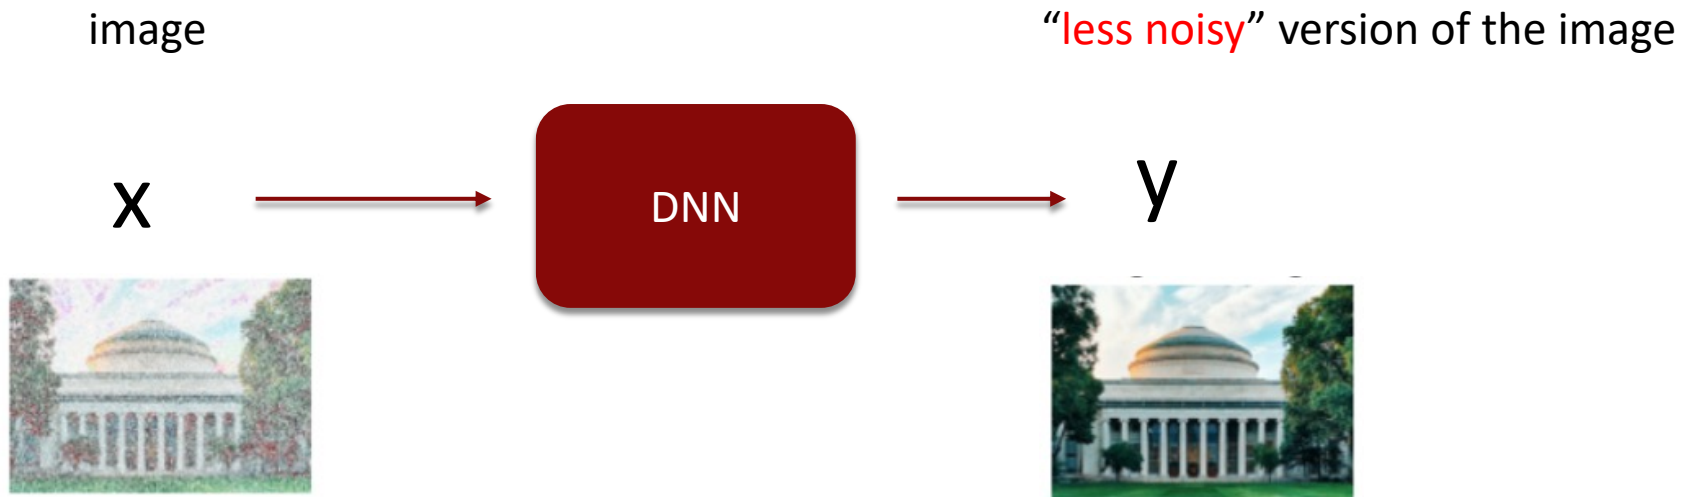 image
“less noisy” version of the image
x
DNN
y